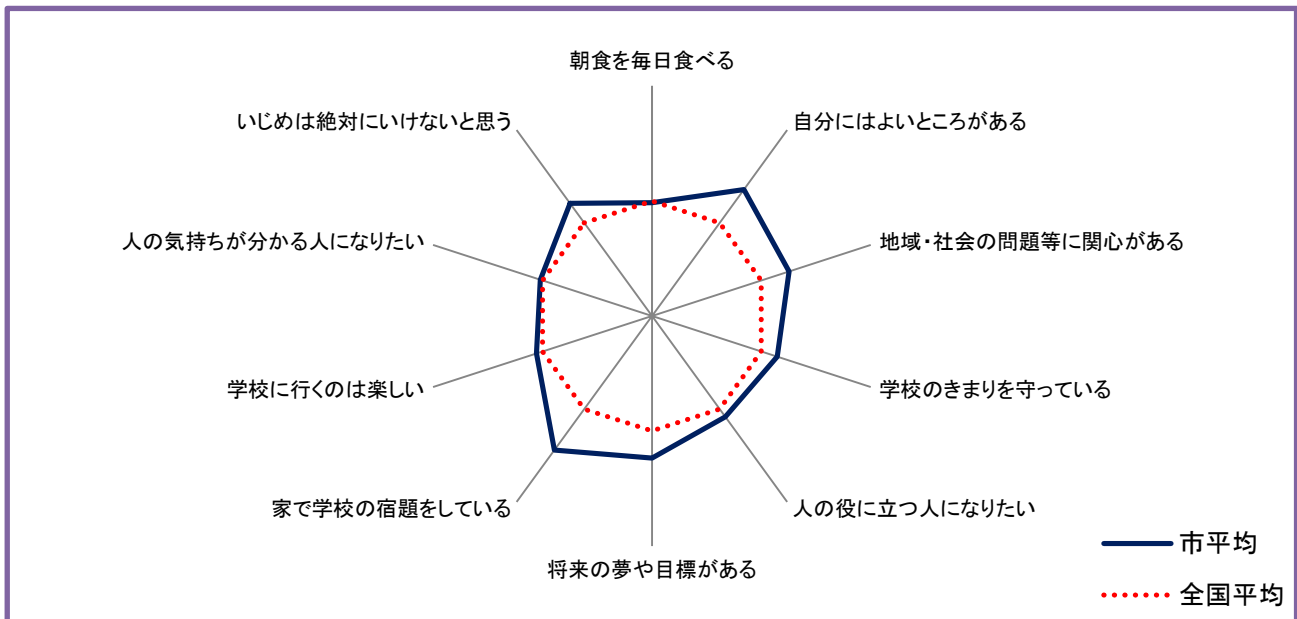 朝食を毎日食べる
いじめは絶対にいけないと思う
自分にはよいところがある
人の気持ちが分かる人になりたい
地域・社会の問題等に関心がある
学校に行くのは楽しい
学校のきまりを守っている
家で学校の宿題をしている
人の役に立つ人になりたい
将来の夢や目標がある
市平均
全国平均